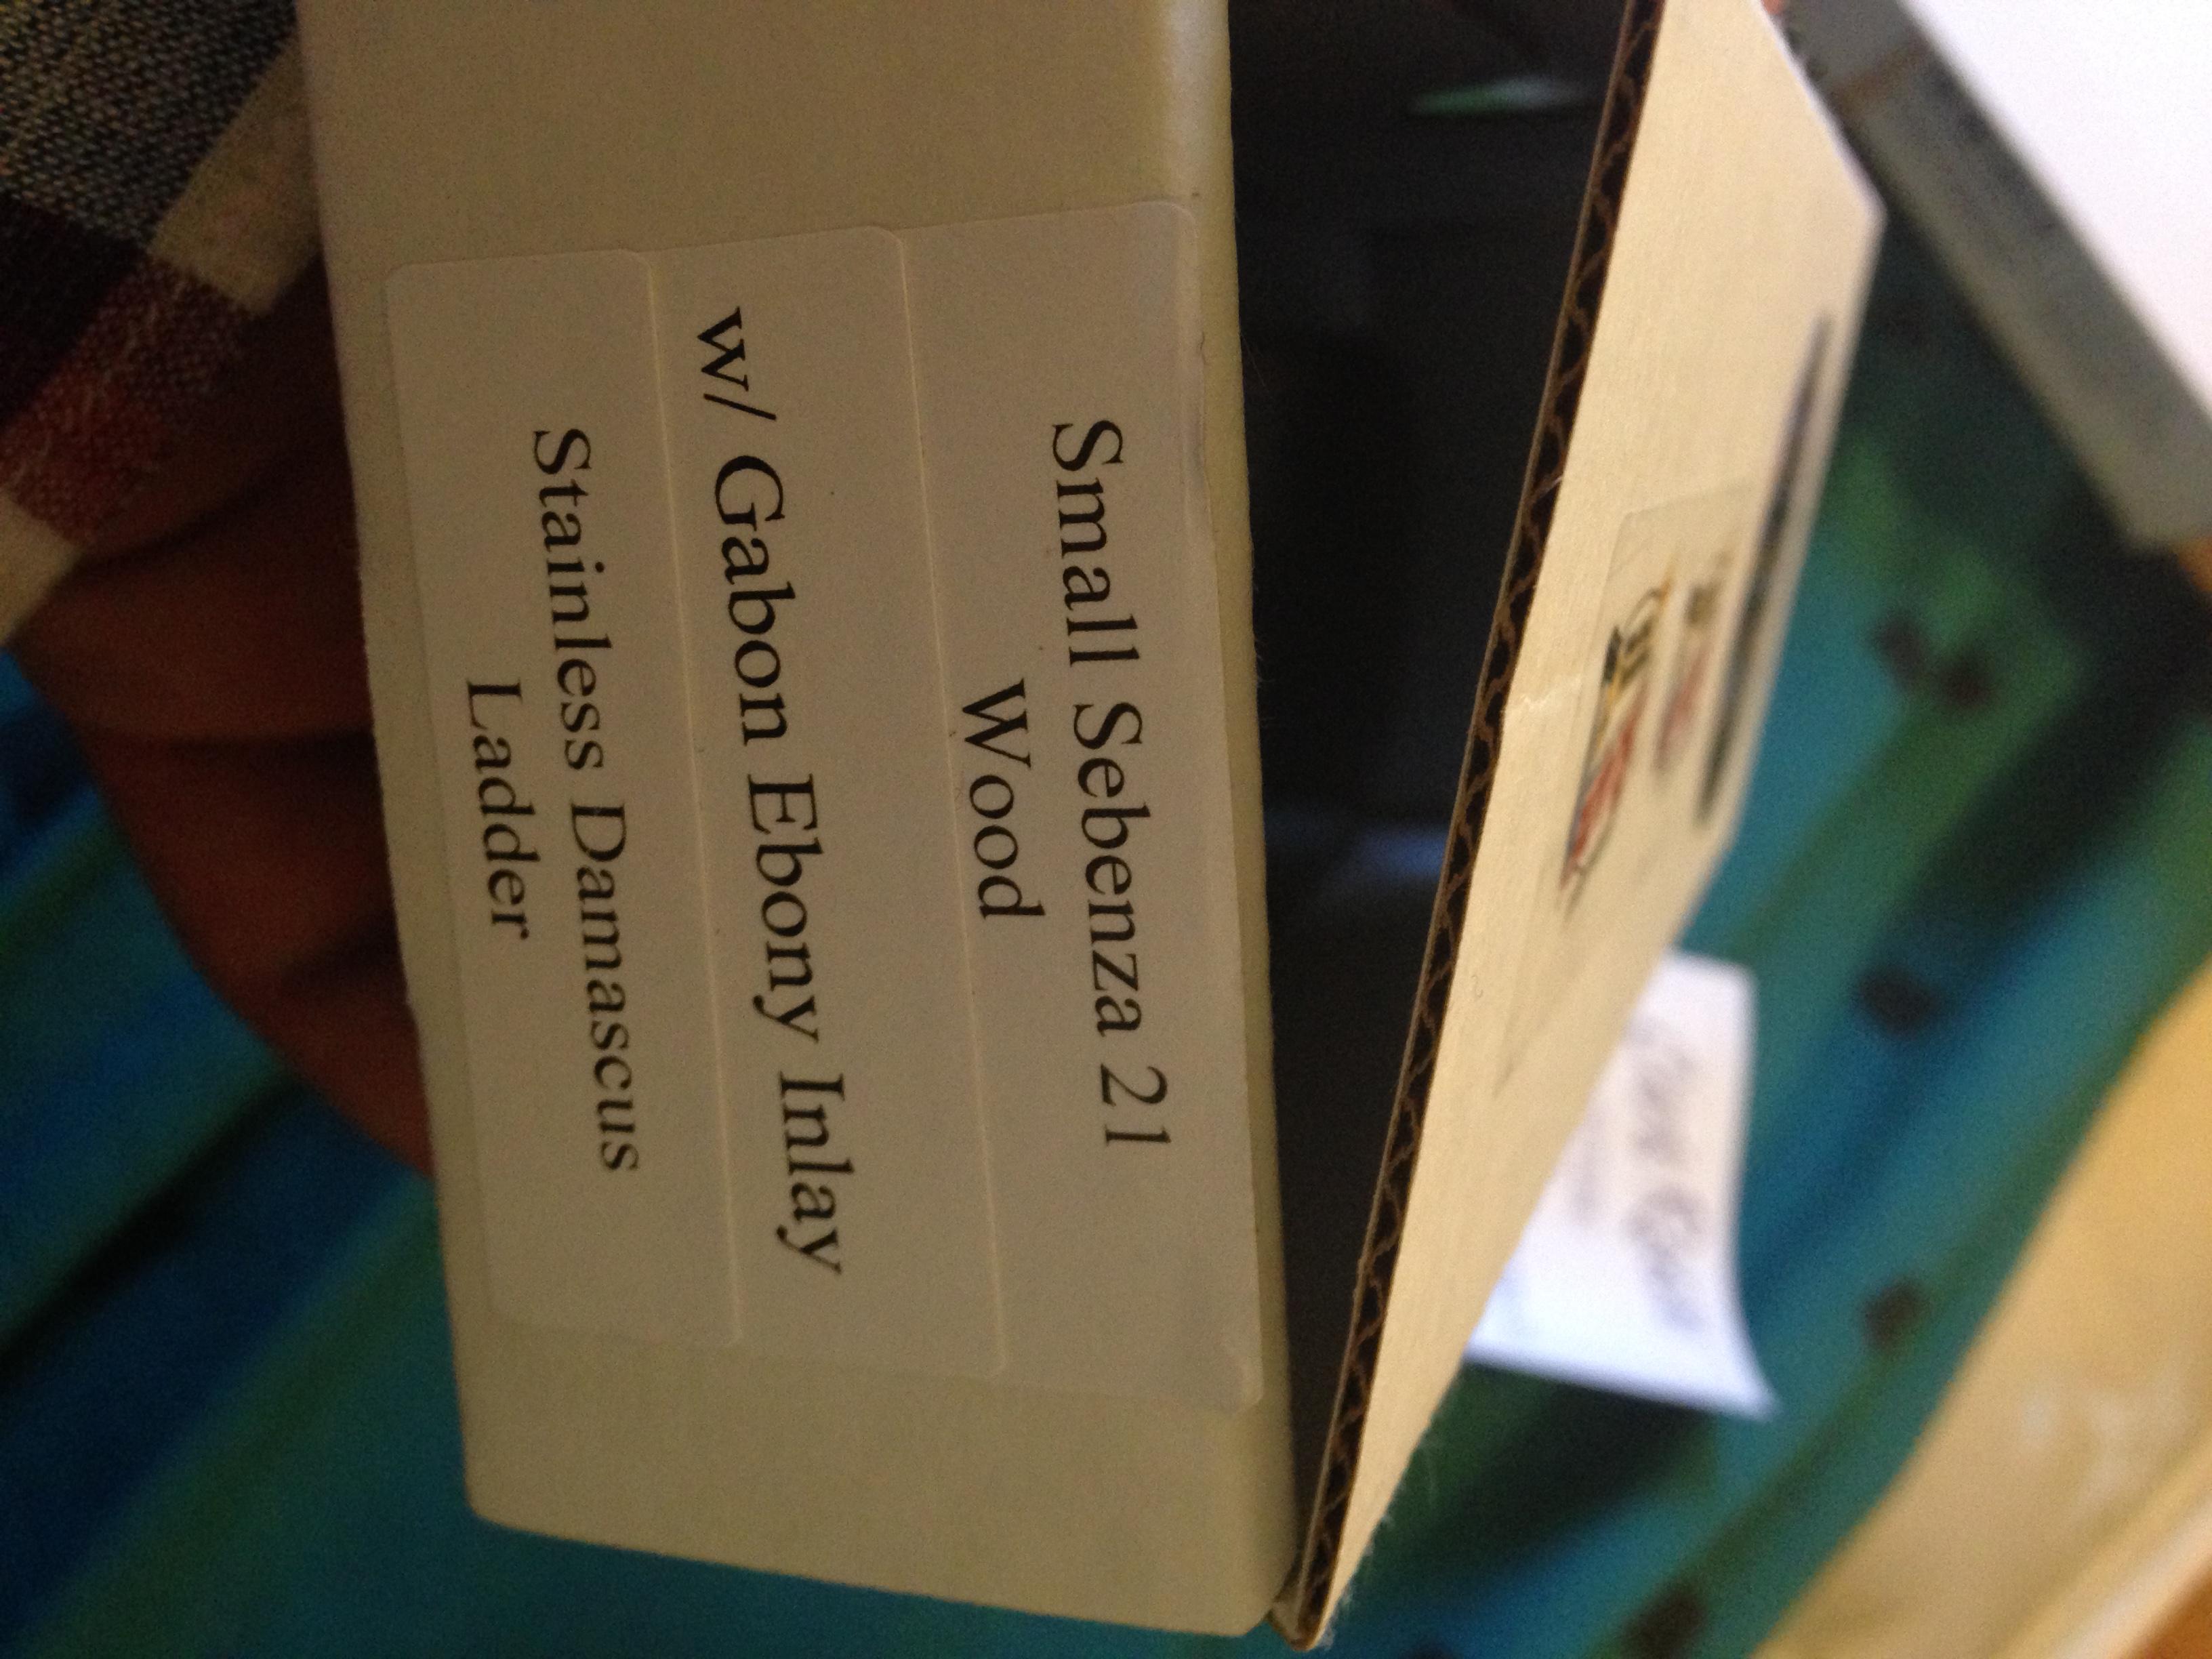 Small Sebenza 21
Wood
w/ Gabon Ebony Inlay
Stainless Damascus
Ladder